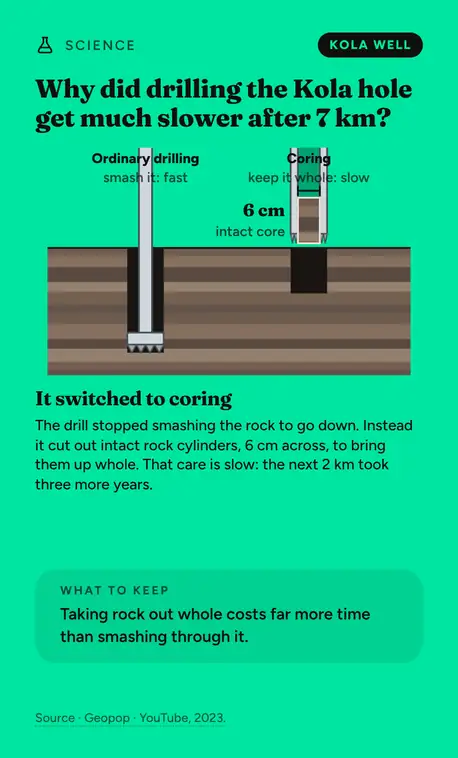 SCIENCE
KOLA WELL
Why did drilling the Kola hole
get much slower after 7 km?
Ordinary drilling
smash it: fast
Coring
keep it whole: slow
6 cm
intact core
It switched to coring
The drill stopped smashing the rock to go down. Instead
it cut out intact rock cylinders, 6 cm across, to bring
them up whole. That care is slow: the next 2 km took
three more years.
WHAT TO KEEP
Taking rock out whole costs far more time
than smashing through it.
Source · Geopop · YouTube, 2023.